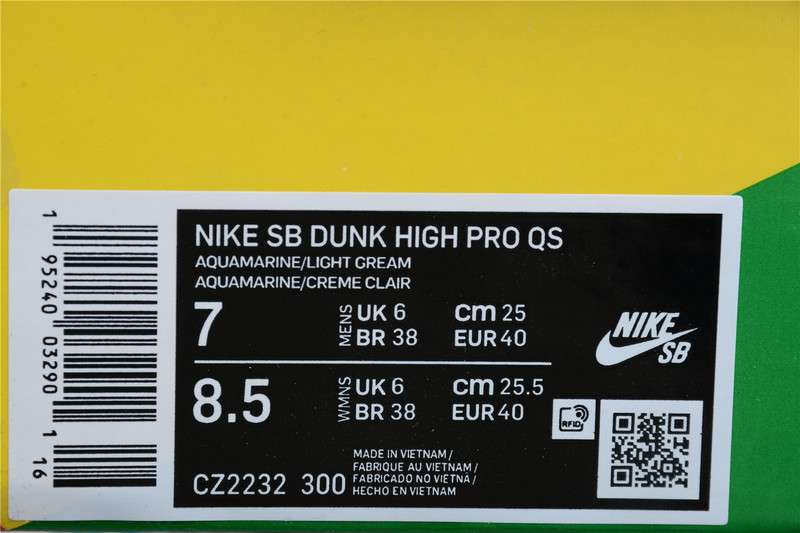 NIKE SB DUNK HIGH PRO QS
AQUAMARINE/LIGHT GREAM
AQUAMARINE/CREME CLAIR
7 MENS UK 6 cm 25
BR 38 EUR 40
8.5 WMNS UK 6 cm 25.5
BR 38 EUR 40
CZ2232 300
MADE IN VIETNAM /
FABRIQUE AU VIETNAM /
FABRICADO NO VIETNÃ /
HECHO EN VIETNAM
NIKE
SB
RFID
1 95240 03290 1
16